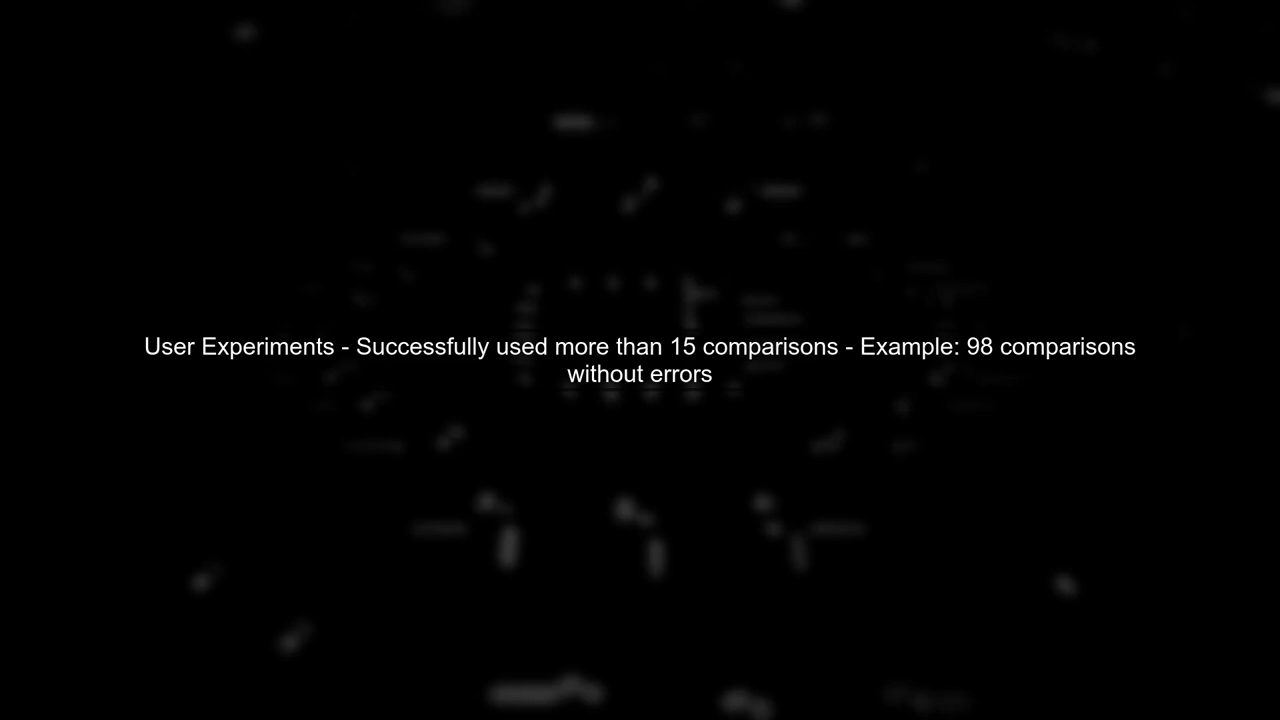 User Experiments - Successfully used more than 15 comparisons - Example: 98 comparisons
without errors